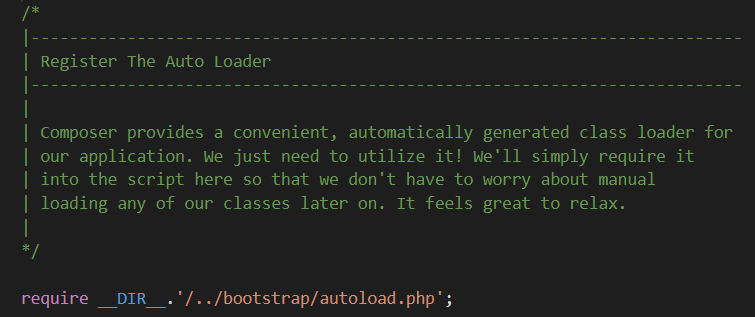 /*
|--------------------------------------------------------------------------
| Register The Auto Loader
|--------------------------------------------------------------------------
|
| Composer provides a convenient, automatically generated class loader for
| our application. We just need to utilize it! We'll simply require it
| into the script here so that we don't have to worry about manual
| loading any of our classes later on. It feels great to relax.
|
*/
require __DIR__.'/../bootstrap/autoload.php';